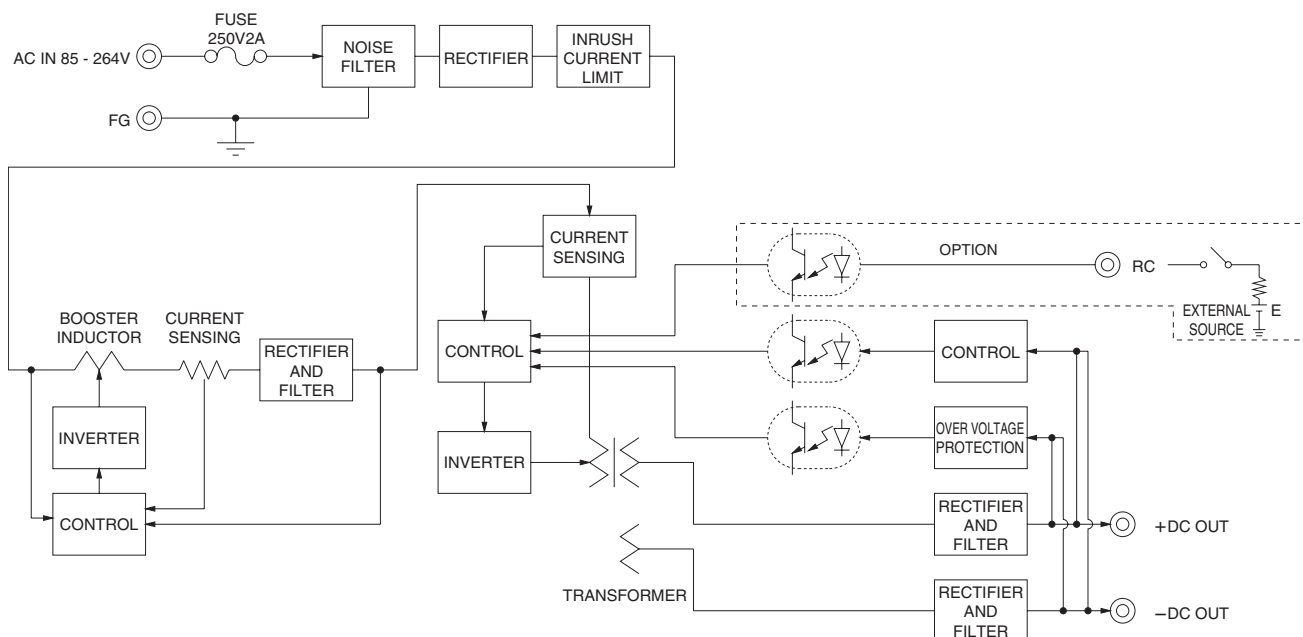 FUSE
250V2A
AC IN 85 - 264V
NOISE
FILTER
RECTIFIER
INRUSH
CURRENT
LIMIT
FG
CURRENT
SENSING
OPTION
RC
EXTERNAL
SOURCE
E
BOOSTER
INDUCTOR
CURRENT
SENSING
RECTIFIER
AND
FILTER
CONTROL
CONTROL
INVERTER
INVERTER
OVER VOLTAGE
PROTECTION
CONTROL
RECTIFIER
AND
FILTER
+DC OUT
TRANSFORMER
RECTIFIER
AND
FILTER
−DC OUT